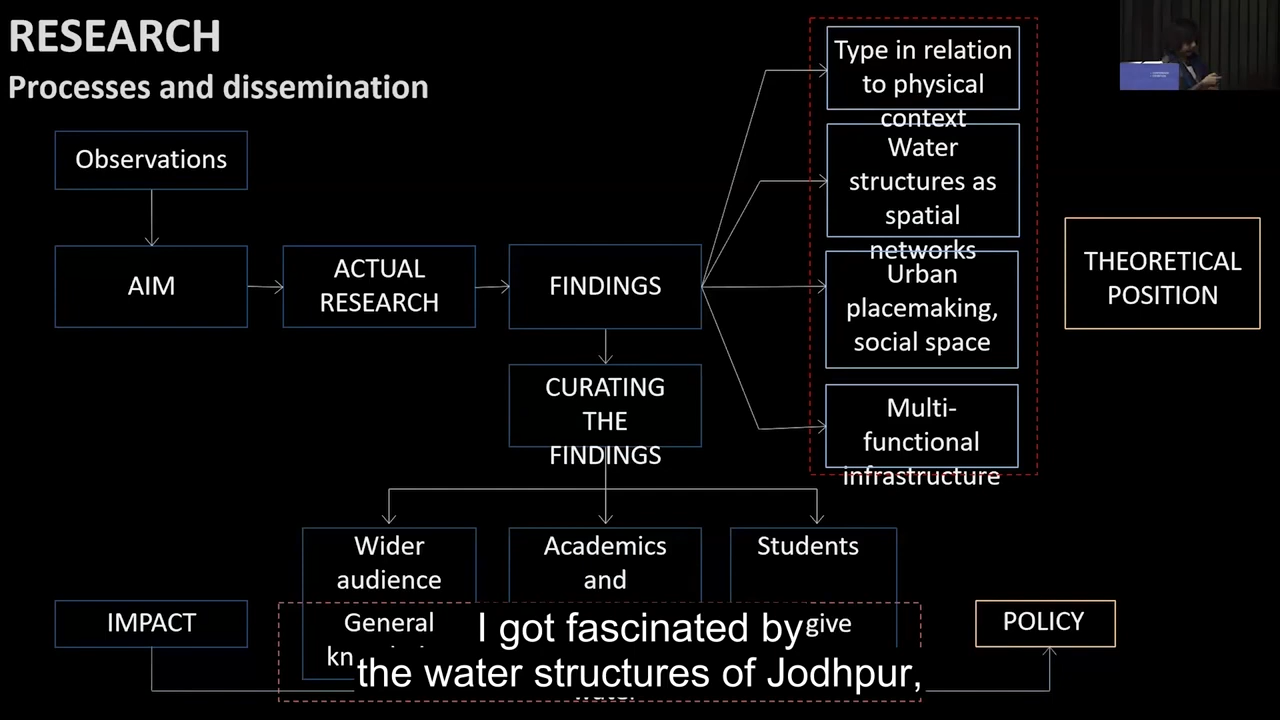 RESEARCH
Processes and dissemination
Observations
AIM
ACTUAL
RESEARCH
FINDINGS
CURATING
THE
FINDINGS
Type in relation
to physical
context
Water
structures as
spatial
networks
Urban
placemaking,
social space
Multi-
functional
infrastructure
THEORETICAL
POSITION
Wider
audience
General
Academics
and
Students
give
water
IMPACT
POLICY
I got fascinated by
the water structures of Jodhpur,